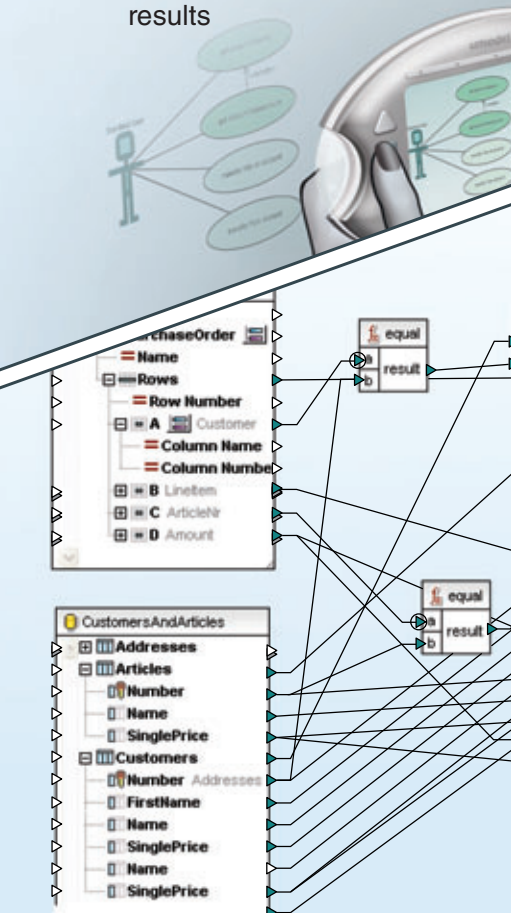 results
rchaseOrder
Name
Rows
Row Number
A Customer
Column Name
Column Numbe
B LineItem
C ArticleNr
D Amount
equal
a
b
result
equal
a
b
result
CustomersAndArticles
Addresses
Articles
Number
Name
SinglePrice
Customers
Number Addresses
FirstName
Name
SinglePrice
Name
SinglePrice